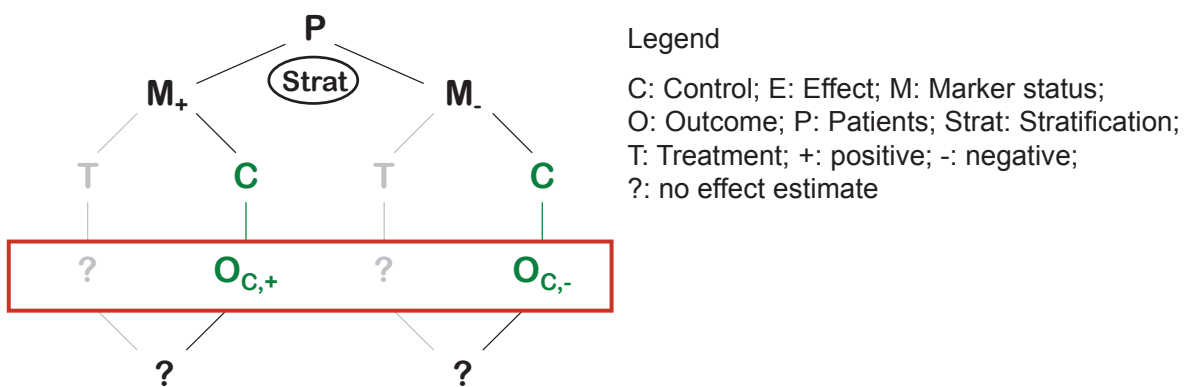 P
Strat
M+ M-
T C T C
? OC,+ ? OC,-
? ?
Legend
C: Control; E: Effect; M: Marker status;
O: Outcome; P: Patients; Strat: Stratification;
T: Treatment; +: positive; -: negative;
?: no effect estimate